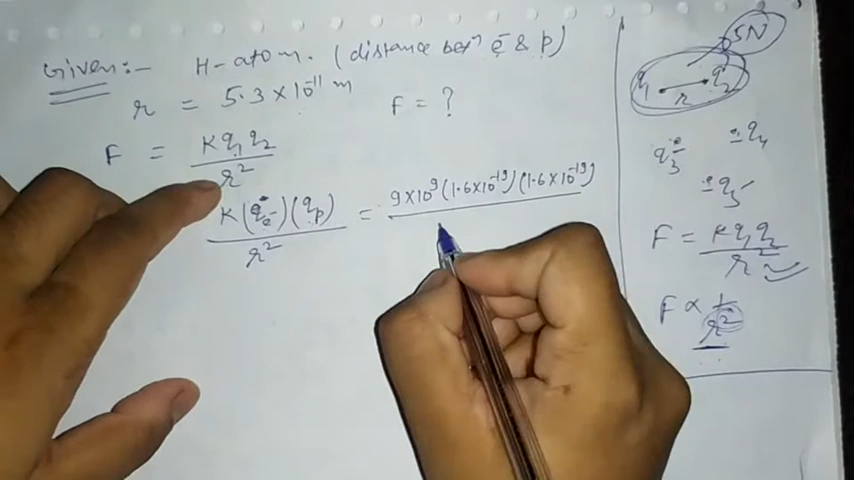 Given:- H-atom. (distance betn e- & p)
r = 5.3×10⁻¹¹ m F = ?
F = Kq₁q₂ / r²
K(qe-)(qp) / r² = 9×10⁹(1.6×10⁻¹⁹)(1.6×10⁻¹⁹)
5N
q₁ r q₂
q₃ q₄
q₅
F = Kq₁q₂ / r²
F ∝ 1 / r²